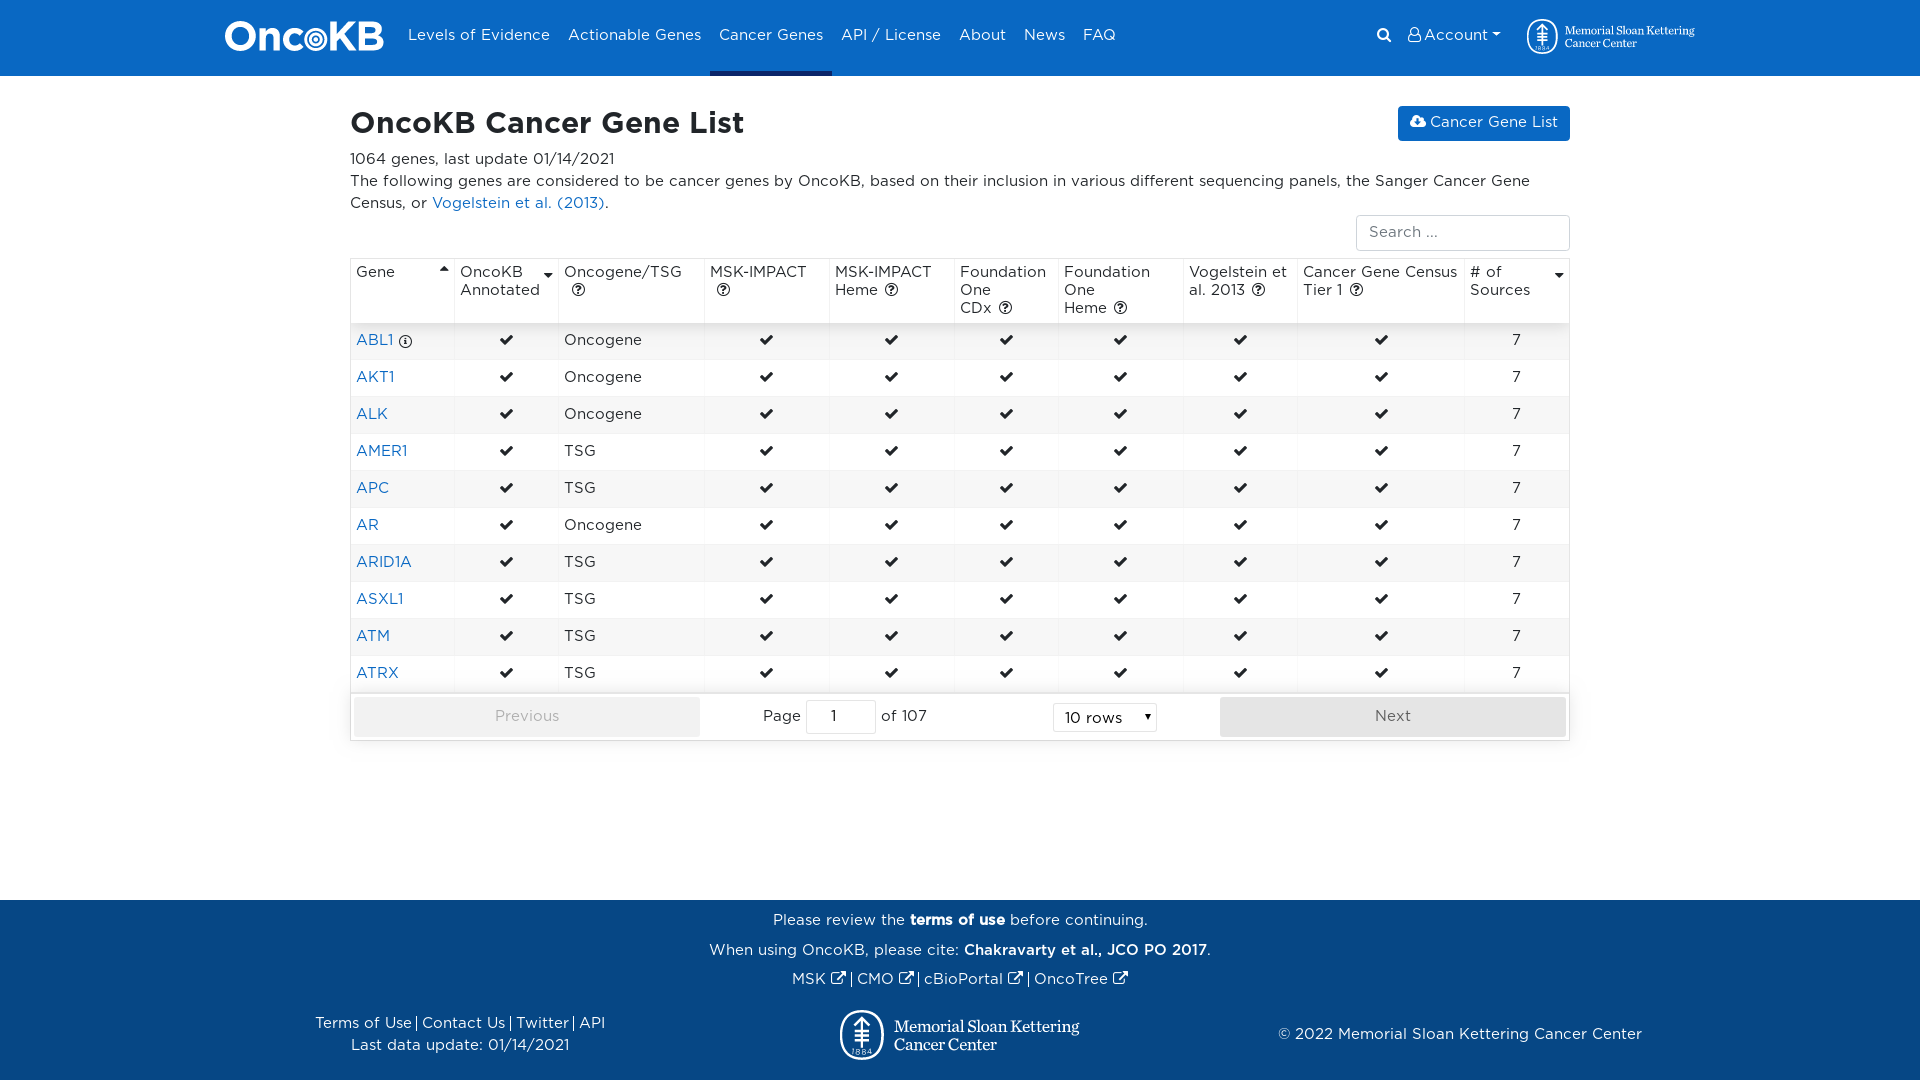 OncoKB Levels of Evidence Actionable Genes Cancer Genes API / License About News FAQ Account Memorial Sloan Kettering Cancer Center
OncoKB Cancer Gene List
Cancer Gene List
1064 genes, last update 01/14/2021
The following genes are considered to be cancer genes by OncoKB, based on their inclusion in various different sequencing panels, the Sanger Cancer Gene
Census, or Vogelstein et al. (2013).
Search ...
Gene OncoKB Annotated Oncogene/TSG MSK-IMPACT MSK-IMPACT Heme Foundation One CDx Foundation One Heme Vogelstein et al. 2013 Cancer Gene Census Tier 1 # of Sources
ABL1 ✔ Oncogene ✔ ✔ ✔ ✔ ✔ ✔ 7
AKT1 ✔ Oncogene ✔ ✔ ✔ ✔ ✔ ✔ 7
ALK ✔ Oncogene ✔ ✔ ✔ ✔ ✔ ✔ 7
AMER1 ✔ TSG ✔ ✔ ✔ ✔ ✔ ✔ 7
APC ✔ TSG ✔ ✔ ✔ ✔ ✔ ✔ 7
AR ✔ Oncogene ✔ ✔ ✔ ✔ ✔ ✔ 7
ARID1A ✔ TSG ✔ ✔ ✔ ✔ ✔ ✔ 7
ASXL1 ✔ TSG ✔ ✔ ✔ ✔ ✔ ✔ 7
ATM ✔ TSG ✔ ✔ ✔ ✔ ✔ ✔ 7
ATRX ✔ TSG ✔ ✔ ✔ ✔ ✔ ✔ 7
Previous Page 1 of 107 10 rows Next
Please review the terms of use before continuing.
When using OncoKB, please cite: Chakravarty et al., JCO PO 2017.
MSK | CMO | cBioPortal | OncoTree
Terms of Use | Contact Us | Twitter | API
Last data update: 01/14/2021
1884
Memorial Sloan Kettering
Cancer Center
© 2022 Memorial Sloan Kettering Cancer Center